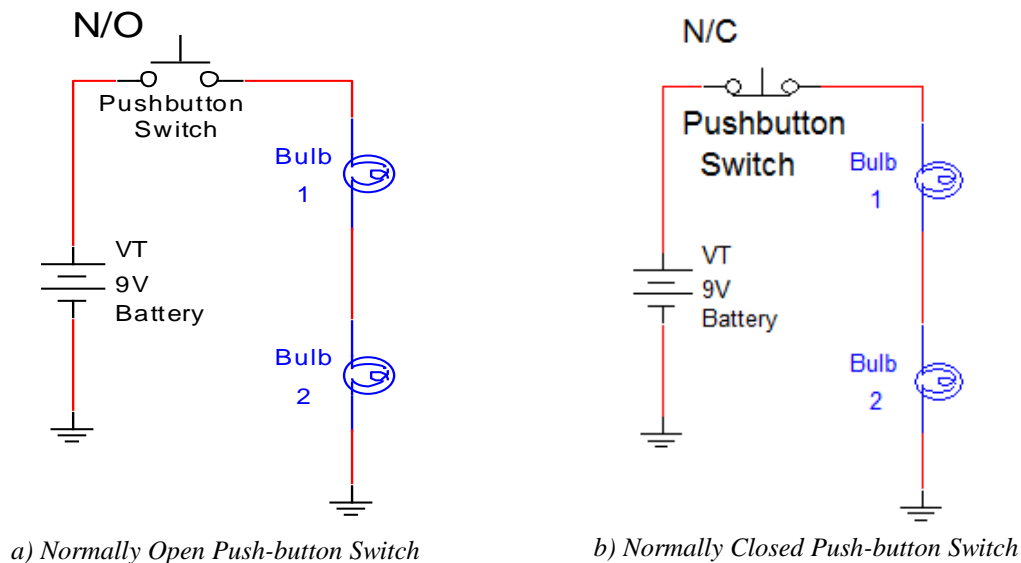 N/O
Pushbutton
Switch
Bulb
1
VT
9V
Battery
Bulb
2
a) Normally Open Push-button Switch
N/C
Pushbutton
Switch
Bulb
1
VT
9V
Battery
Bulb
2
b) Normally Closed Push-button Switch